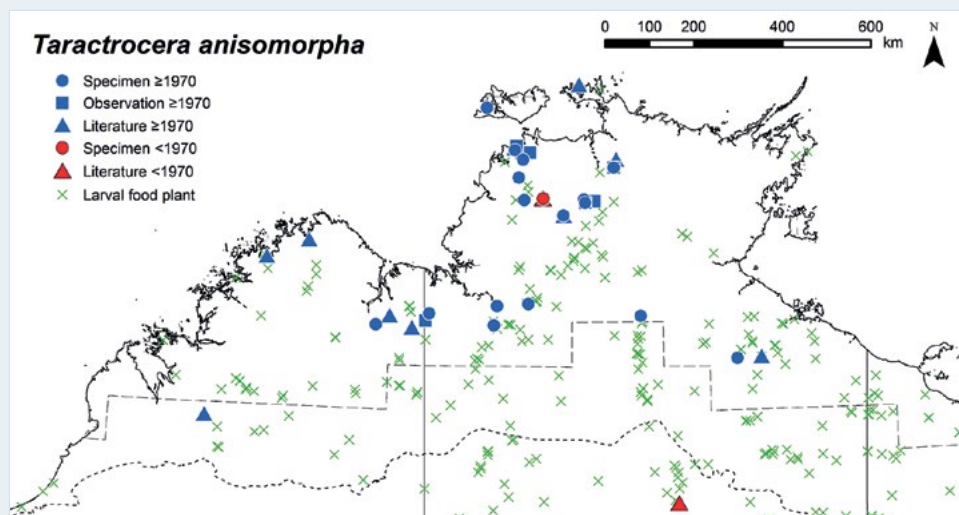 Taractrocera anisomorpha
Specimen ≥1970
Observation ≥1970
Literature ≥1970
Specimen <1970
Literature <1970
Larval food plant
0 100 200 400 600
km
N